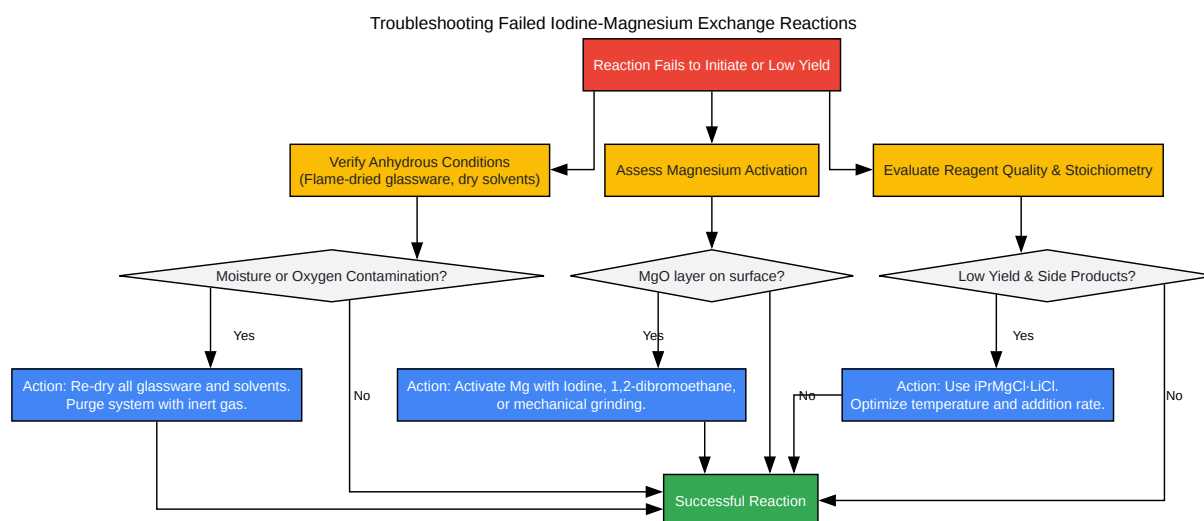 Troubleshooting Failed Iodine-Magnesium Exchange Reactions
Reaction Fails to Initiate or Low Yield
Verify Anhydrous Conditions
(Flame-dried glassware, dry solvents)
Assess Magnesium Activation
Evaluate Reagent Quality & Stoichiometry
Moisture or Oxygen Contamination?
MgO layer on surface?
Low Yield & Side Products?
Yes
Yes
Yes
Action: Re-dry all glassware and solvents.
Purge system with inert gas.
No
Action: Activate Mg with Iodine, 1,2-dibromoethane,
or mechanical grinding.
No
Action: Use iPrMgCl·LiCl.
Optimize temperature and addition rate.
No
Successful Reaction